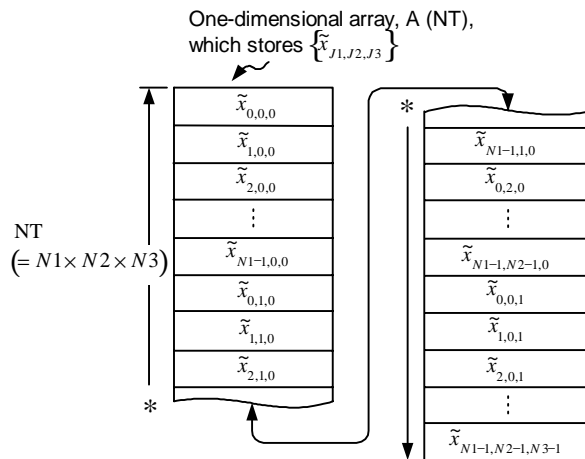 One-dimensional array, A (NT),
which stores {x̃_{J1,J2,J3}}
x̃_{0,0,0}
x̃_{1,0,0}
x̃_{2,0,0}
⋮
x̃_{N1−1,0,0}
x̃_{0,1,0}
x̃_{1,1,0}
x̃_{2,1,0}
NT
(= N1 × N2 × N3)
*
*
x̃_{N1−1,1,0}
x̃_{0,2,0}
⋮
x̃_{N1−1,N2−1,0}
x̃_{0,0,1}
x̃_{1,0,1}
x̃_{2,0,1}
⋮
x̃_{N1−1,N2−1,N3−1}